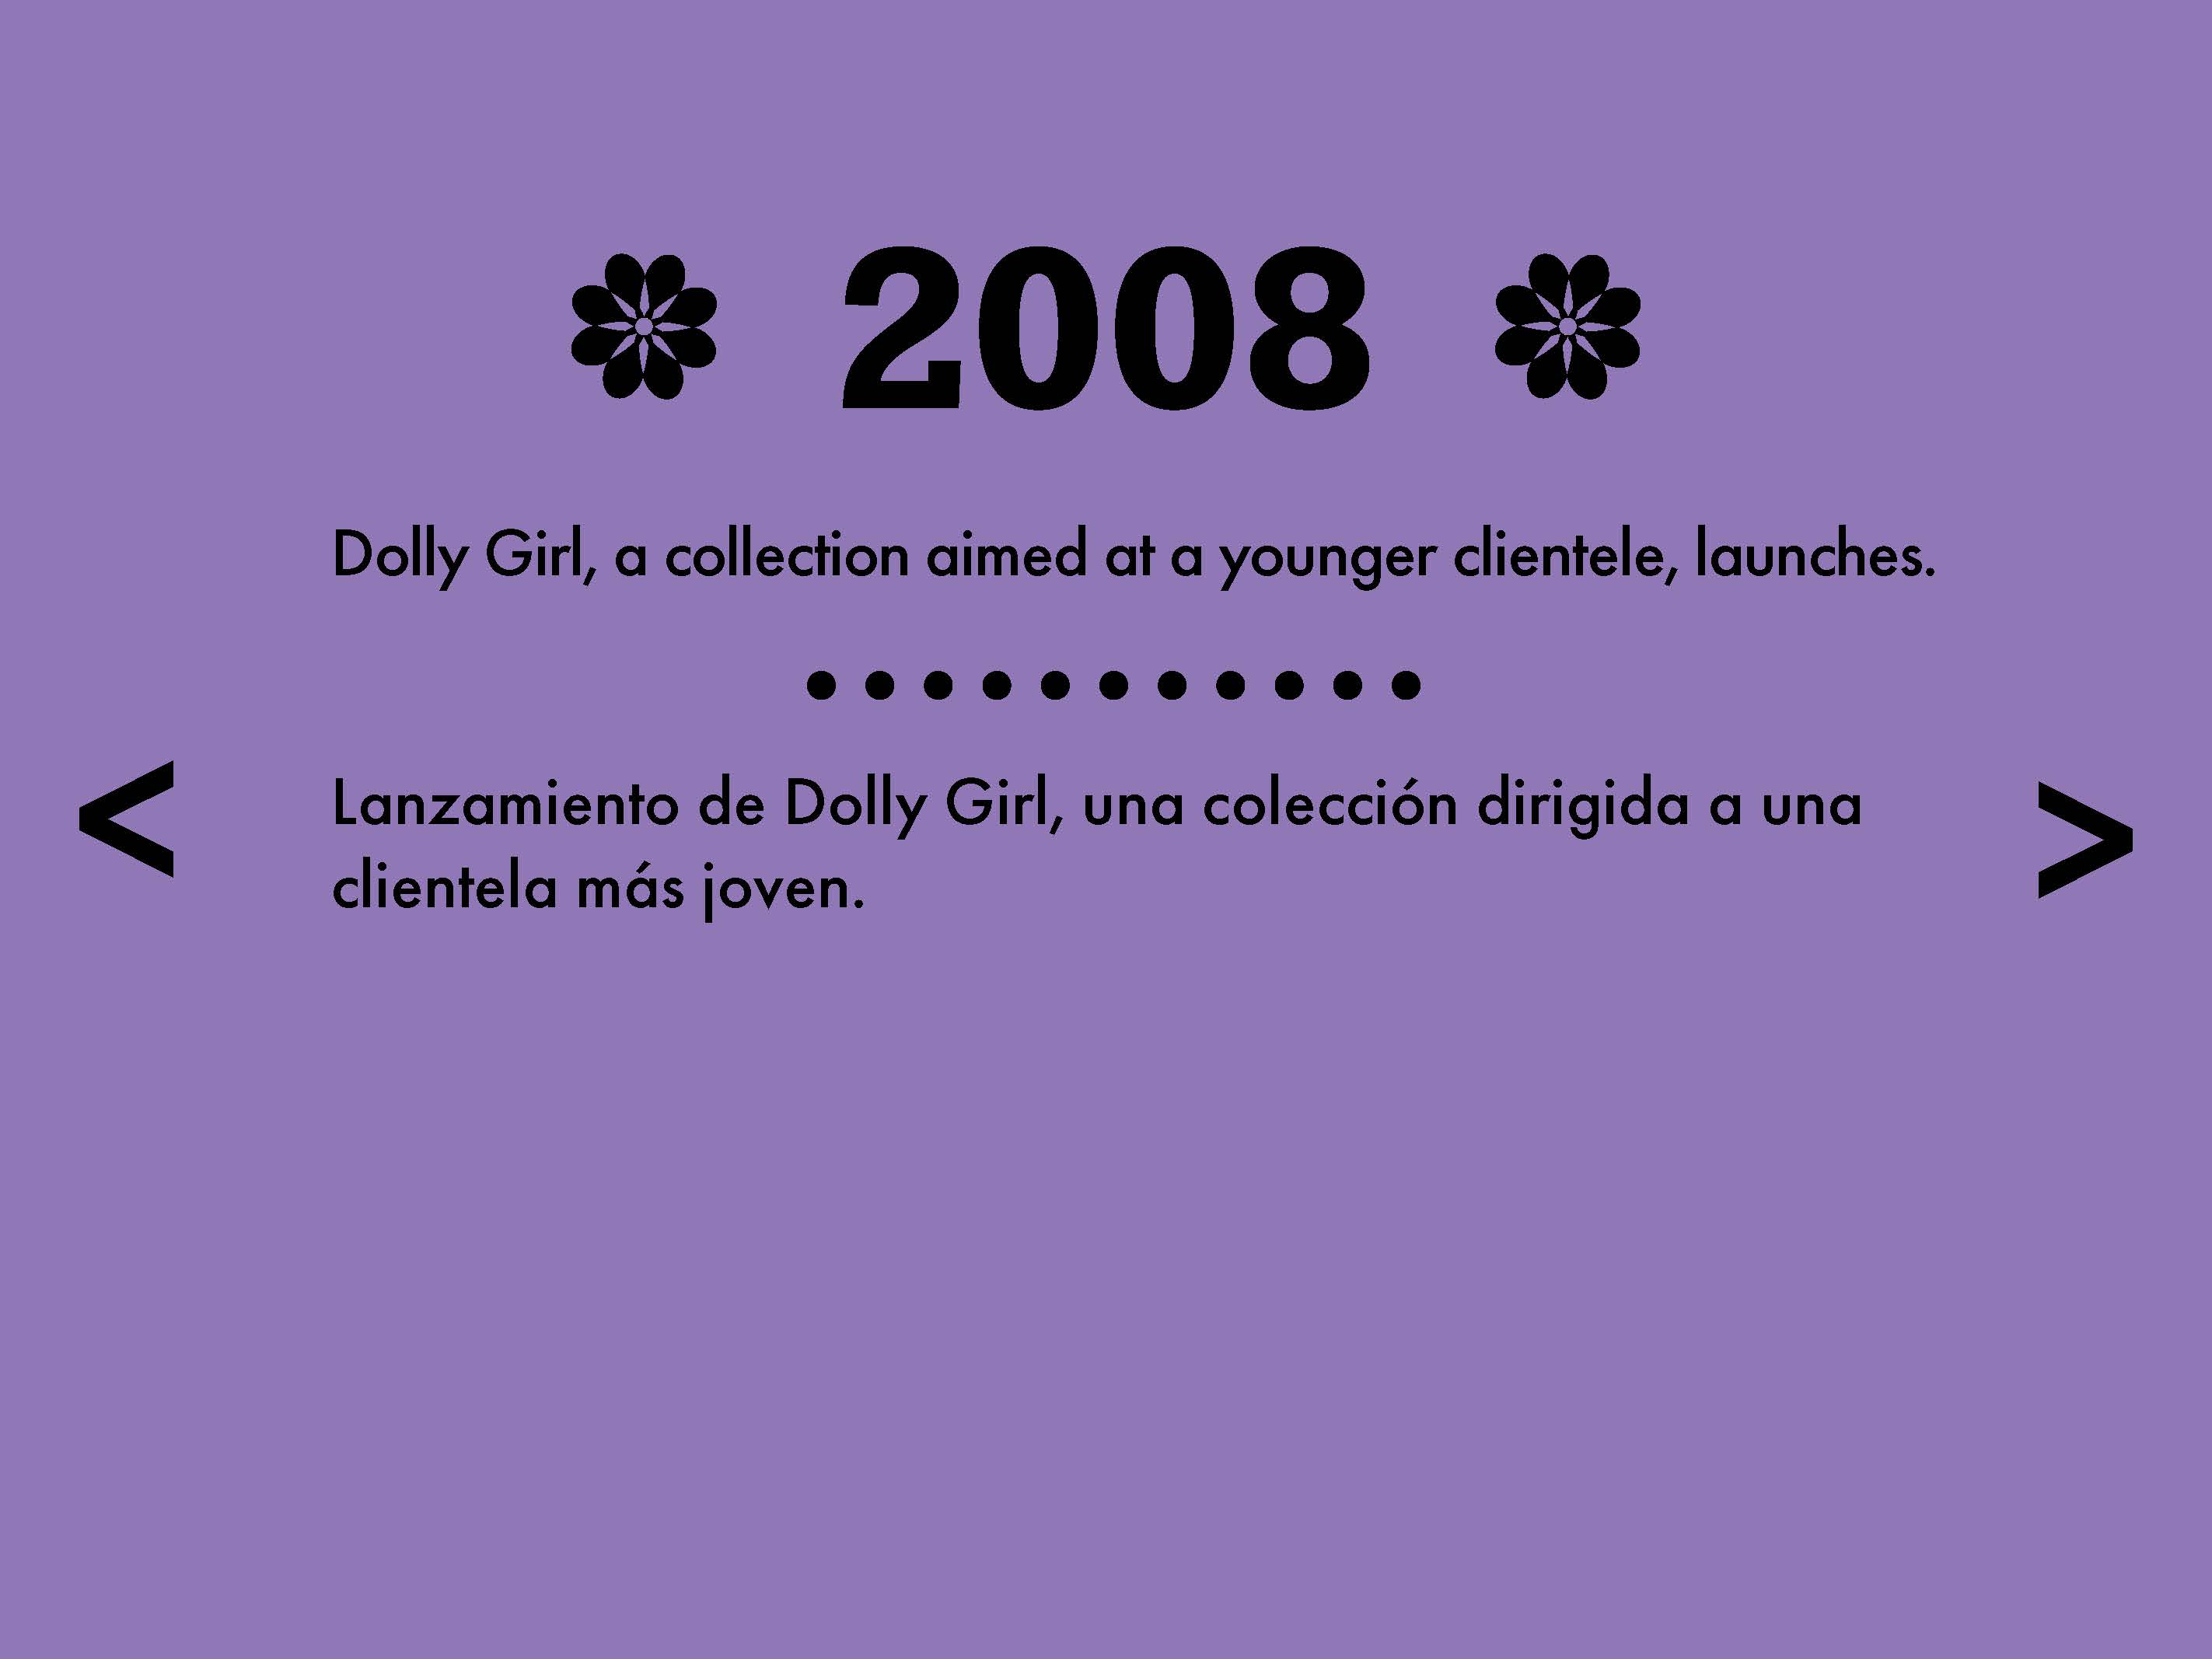 2008
Dolly Girl, a collection aimed at a younger clientele, launches.
< >
Lanzamiento de Dolly Girl, una colección dirigida a una
clientela más joven.